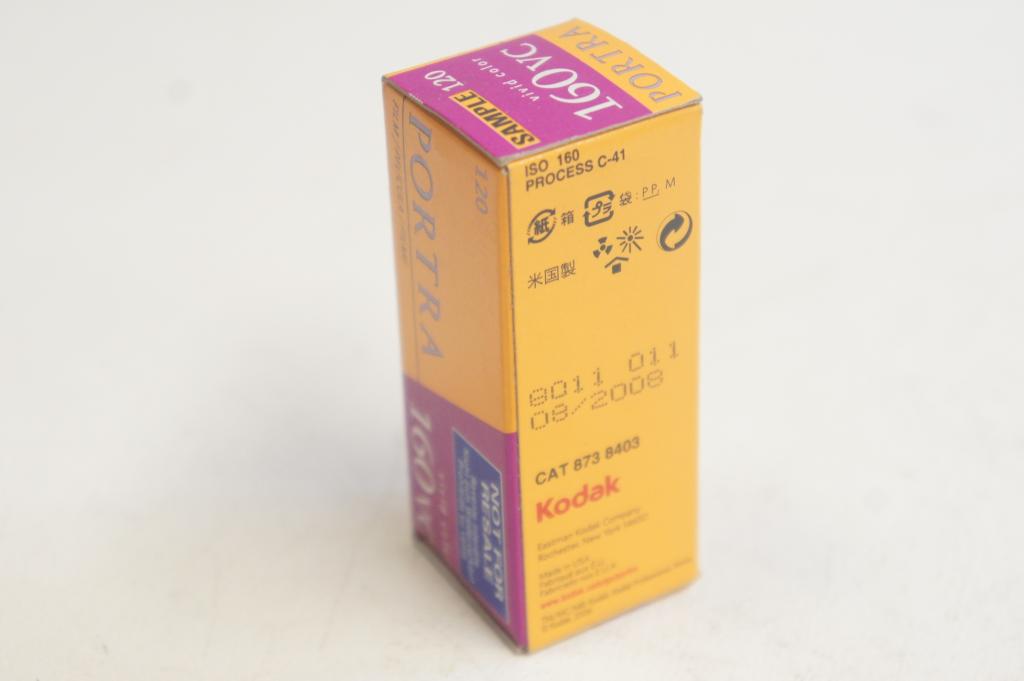 PORTRA
160VC
vivid color
SAMPLE 120
120
PORTRA
160VC
NOT FOR
RESALE
ISO 160
PROCESS C-41
紙 箱 プラ 袋: P.P, M
米国製
8011 011
08/2008
CAT 873 8403
Kodak
Eastman Kodak Company
Rochester, New York 14650
Made in USA